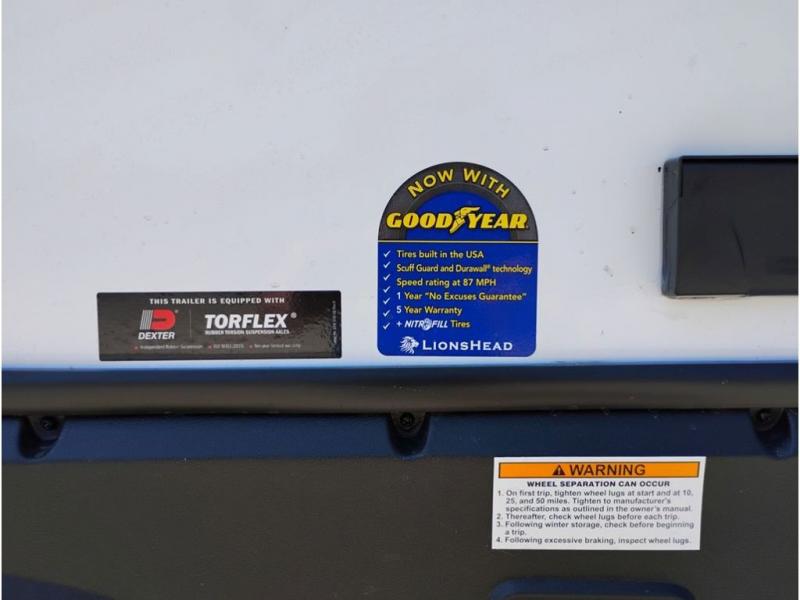 NOW WITH
GOODYEAR
✓ Tires built in the USA
✓ Scuff Guard and Durawall® technology
✓ Speed rating at 87 MPH
✓ 1 Year "No Excuses Guarantee"
✓ 5 Year Warranty
✓ + NITROFILL Tires
LIONSHEAD
THIS TRAILER IS EQUIPPED WITH
DEXTER
TORFLEX®
RUBBER TORSION SUSPENSION AXLES
Independent Rubber Suspension
⚠ WARNING
WHEEL SEPARATION CAN OCCUR
1. On first trip, tighten wheel lugs at start and at 10,
25, and 50 miles. Tighten to manufacturer's
specifications as outlined in the owner's manual.
2. Thereafter, check wheel lugs before each trip.
3. Following winter storage, check before beginning
a trip.
4. Following excessive braking, inspect wheel lugs.